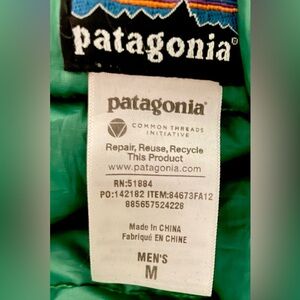 patagonia®
patagonia®
COMMON THREADS
INITIATIVE
Repair, Reuse, Recycle
This Product
www.patagonia.com
RN:51884
PO:142182 ITEM:84673FA12
885657524228
Made in CHINA
Fabriqué EN CHINE
MEN'S
M